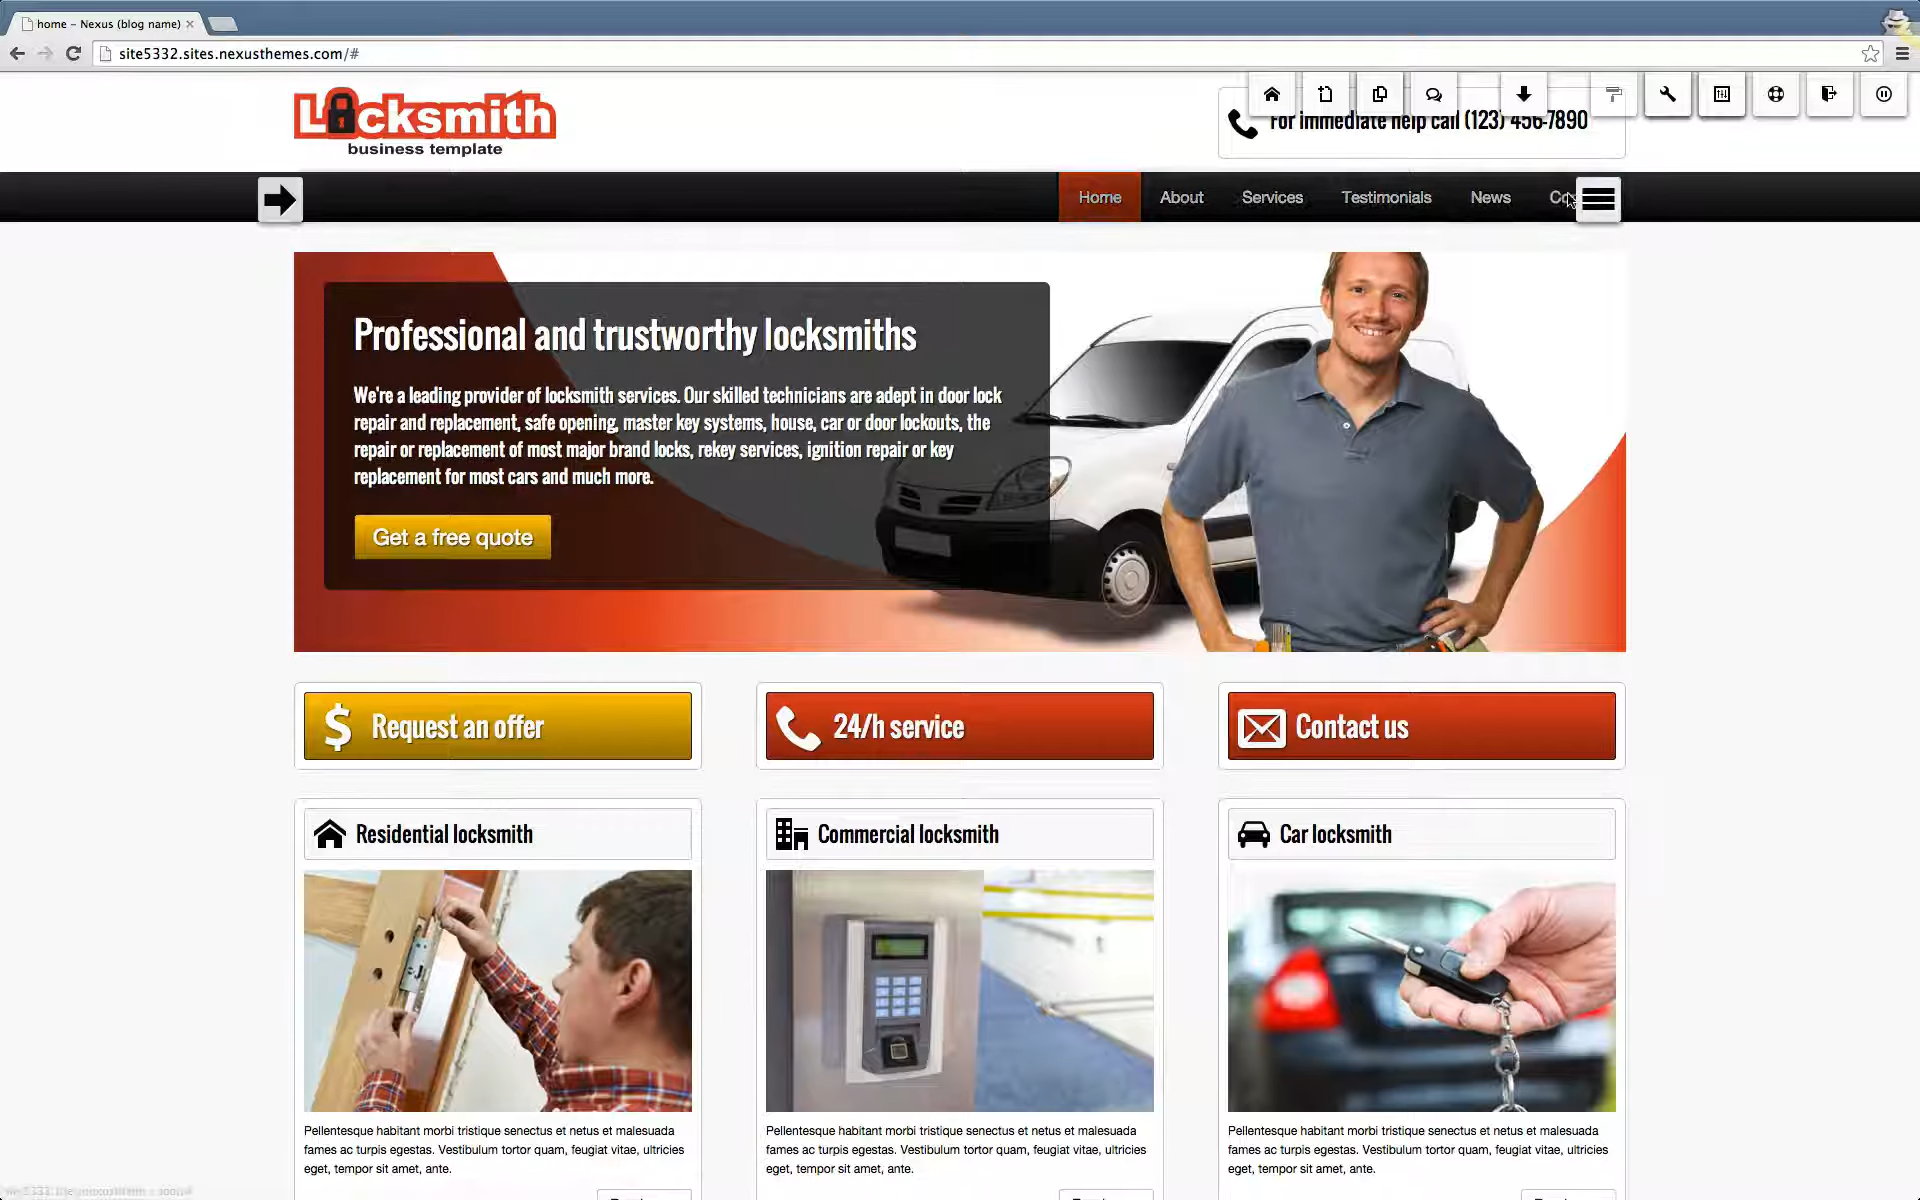 home – Nexus (blog name)
site5332.sites.nexusthemes.com/#
Locksmith
business template
For immediate help call (123) 456-7890
Home About Services Testimonials News
Professional and trustworthy locksmiths
We're a leading provider of locksmith services. Our skilled technicians are adept in door lock
repair and replacement, safe opening, master key systems, house, car or door lockouts, the
repair or replacement of most major brand locks, rekey services, ignition repair or key
replacement for most cars and much more.
Get a free quote
$ Request an offer
24/h service
Contact us
Residential locksmith
Commercial locksmith
Car locksmith
Pellentesque habitant morbi tristique senectus et netus et malesuada
fames ac turpis egestas. Vestibulum tortor quam, feugiat vitae, ultricies
eget, tempor sit amet, ante.
Pellentesque habitant morbi tristique senectus et netus et malesuada
fames ac turpis egestas. Vestibulum tortor quam, feugiat vitae, ultricies
eget, tempor sit amet, ante.
Pellentesque habitant morbi tristique senectus et netus et malesuada
fames ac turpis egestas. Vestibulum tortor quam, feugiat vitae, ultricies
eget, tempor sit amet, ante.